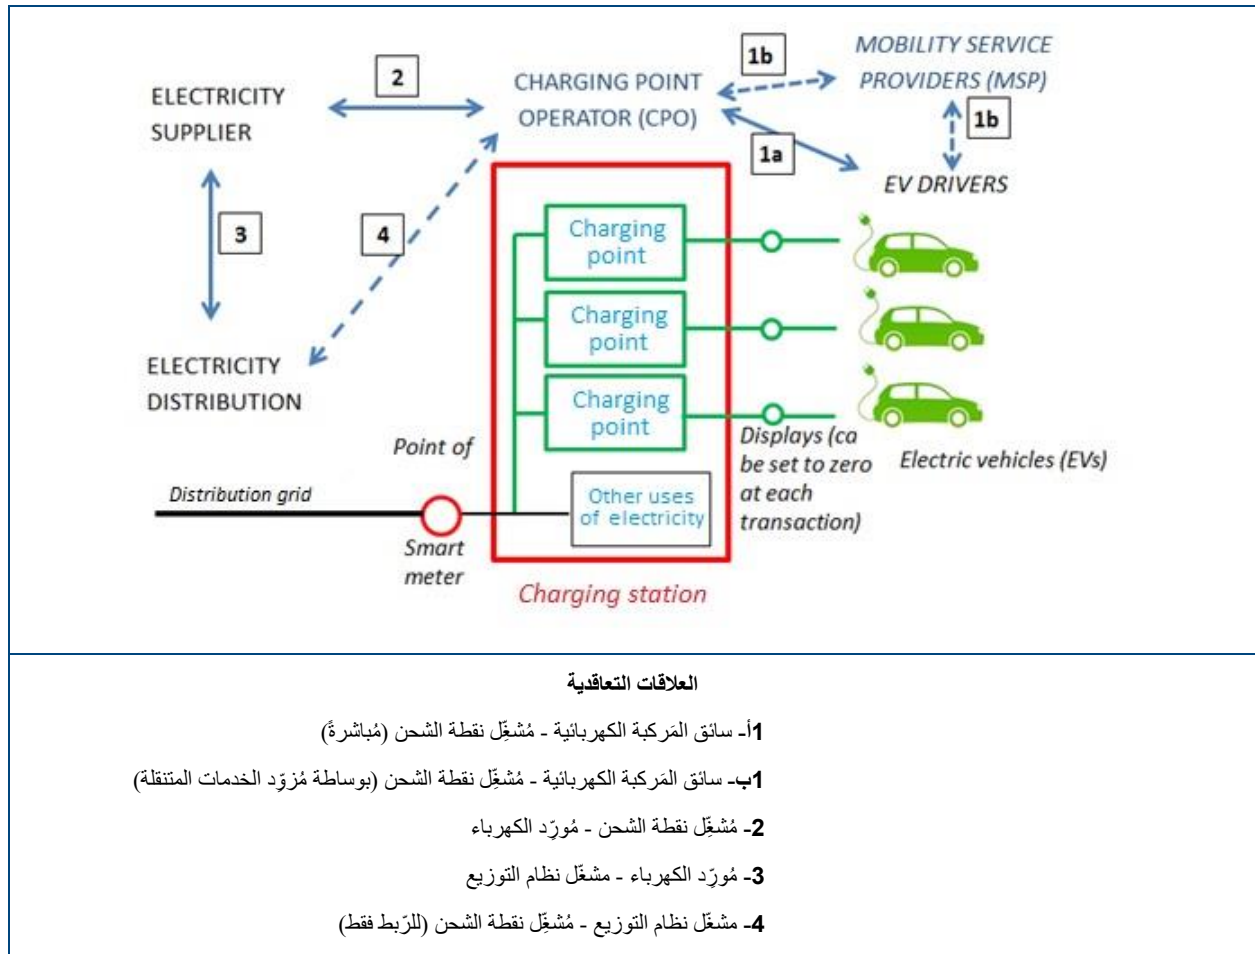 MOBILITY SERVICE
PROVIDERS (MSP)
1b
2
CHARGING POINT
OPERATOR (CPO)
ELECTRICITY
SUPPLIER
1b
1a
EV DRIVERS
3
4
Charging
point
Charging
point
Charging
point
ELECTRICITY
DISTRIBUTION
Point of
Displays (ca
be set to zero
at each
transaction)
Electric vehicles (EVs)
Distribution grid
Other uses
of electricity
Smart
meter
Charging station
العلاقات التعاقدية
1أ- سائق المَركبة الكهربائية - مُشغِّل نقطة الشحن (مُباشرةً)
1ب- سائق المَركبة الكهربائية - مُشغِّل نقطة الشحن (بوساطة مُزوِّد الخدمات المتنقلة)
2- مُشغِّل نقطة الشحن - مُورِّد الكهرباء
3- مُورِّد الكهرباء - مشغّل نظام التوزيع
4- مشغّل نظام التوزيع - مُشغِّل نقطة الشحن (للرّبط فقط)